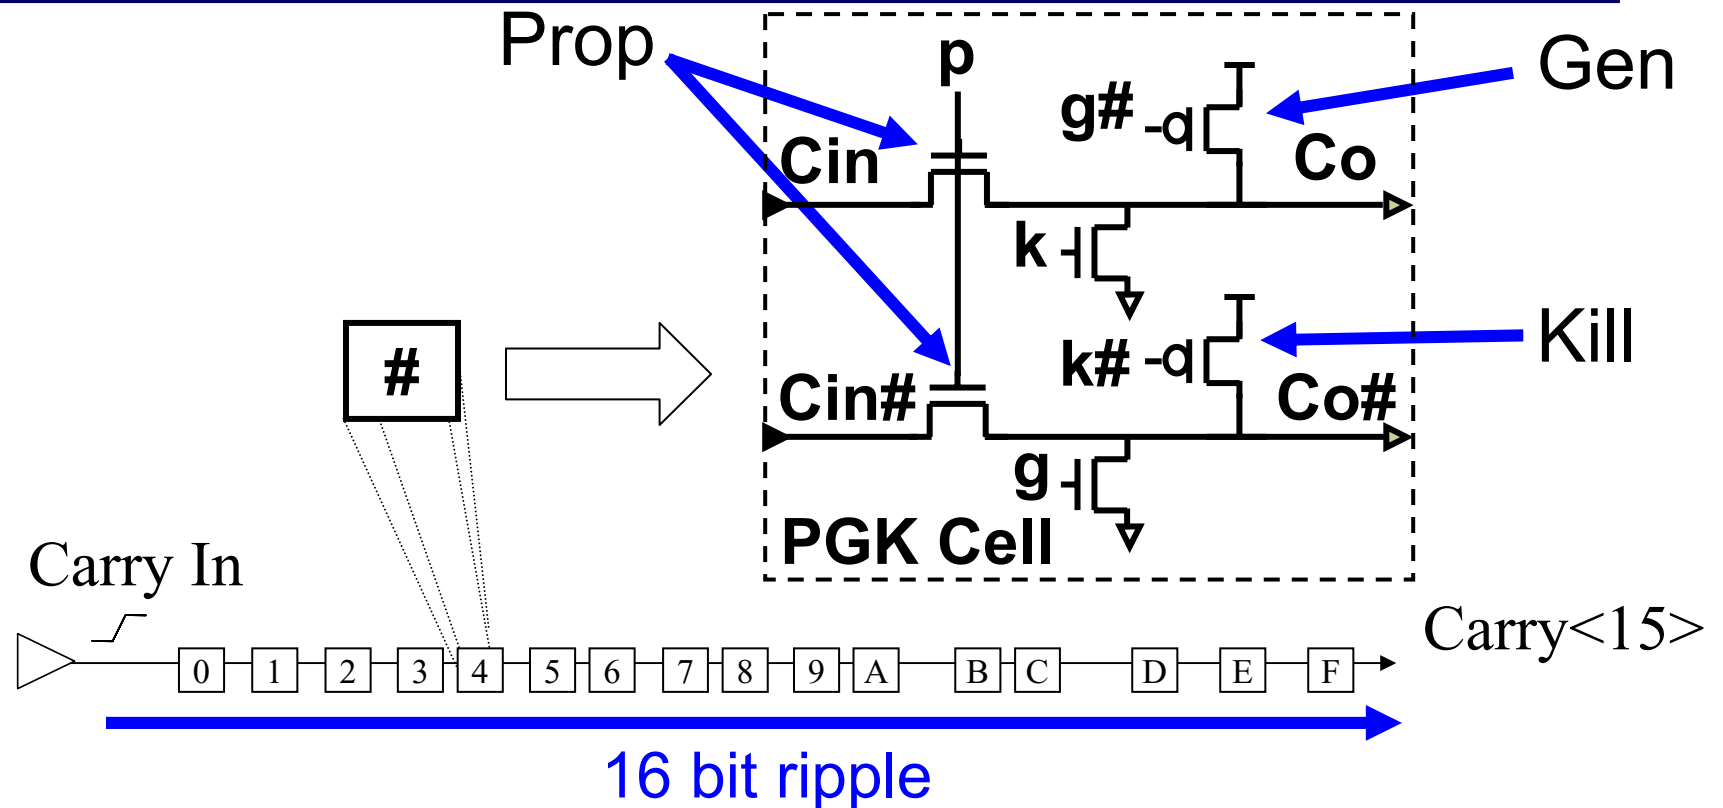 Prop
p
Gen
g#
Cin
Co
k
#
k#
Kill
Cin#
Co#
g
PGK Cell
Carry In
Carry<15>
0 1 2 3 4 5 6 7 8 9 A B C D E F
16 bit ripple